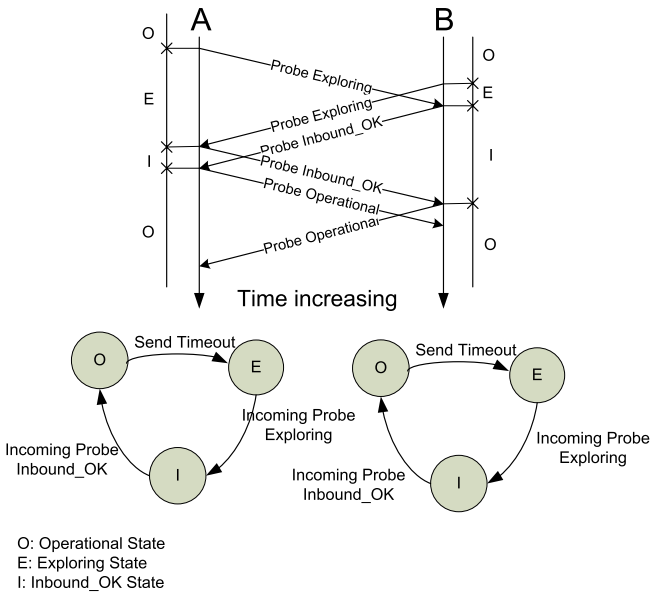 A
B
O
O
Probe Exploring
E
E
Probe Exploring
Probe Inbound_OK
I
I
Probe Inbound_OK
Probe Operational
O
Probe Operational
O
Time increasing
Send Timeout
O
E
Incoming Probe
Exploring
Incoming Probe
Inbound_OK
I
Send Timeout
O
E
Incoming Probe
Exploring
Incoming Probe
Inbound_OK
I
O: Operational State
E: Exploring State
I: Inbound_OK State